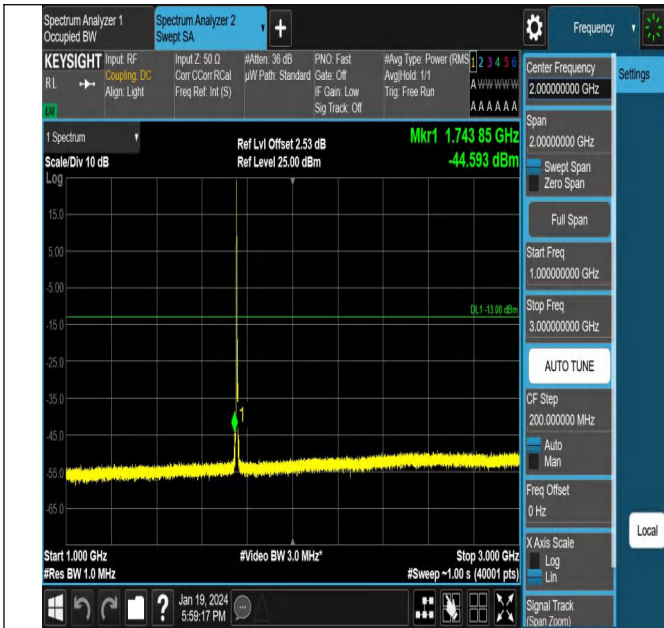 Spectrum Analyzer 1
Occupied BW
Spectrum Analyzer 2
Swept SA
Frequency
KEYSIGHT
RL
LXI
Input: RF
Coupling: DC
Align: Light
Input Z: 50 Ω
Corr CCorr RCal
Freq Ref: Int (S)
#Atten: 36 dB
µW Path: Standard
PNO: Fast
Gate: Off
IF Gain: Low
Sig Track: Off
#Avg Type: Power (RMS
Avg|Hold: 1/1
Trig: Free Run
1 2 3 4 5 6
A W W W W W
A A A A A A
1 Spectrum
Scale/Div 10 dB
Log
Ref Lvl Offset 2.53 dB
Ref Level 25.00 dBm
Mkr1 1.743 85 GHz
-44.593 dBm
15.0
5.00
-5.00
-15.0
-25.0
-35.0
-45.0
-55.0
-65.0
DL1 -13.00 dBm
1
Start 1.000 GHz
#Res BW 1.0 MHz
#Video BW 3.0 MHz*
Stop 3.000 GHz
#Sweep ~1.00 s (40001 pts)
Jan 19, 2024
5:59:17 PM
Center Frequency
2.00000000 GHz
Settings
Span
2.00000000 GHz
Swept Span
Zero Span
Full Span
Start Freq
1.000000000 GHz
Stop Freq
3.000000000 GHz
AUTO TUNE
CF Step
200.000000 MHz
Auto
Man
Freq Offset
0 Hz
X Axis Scale
Log
Lin
Local
Signal Track
(Span Zoom)